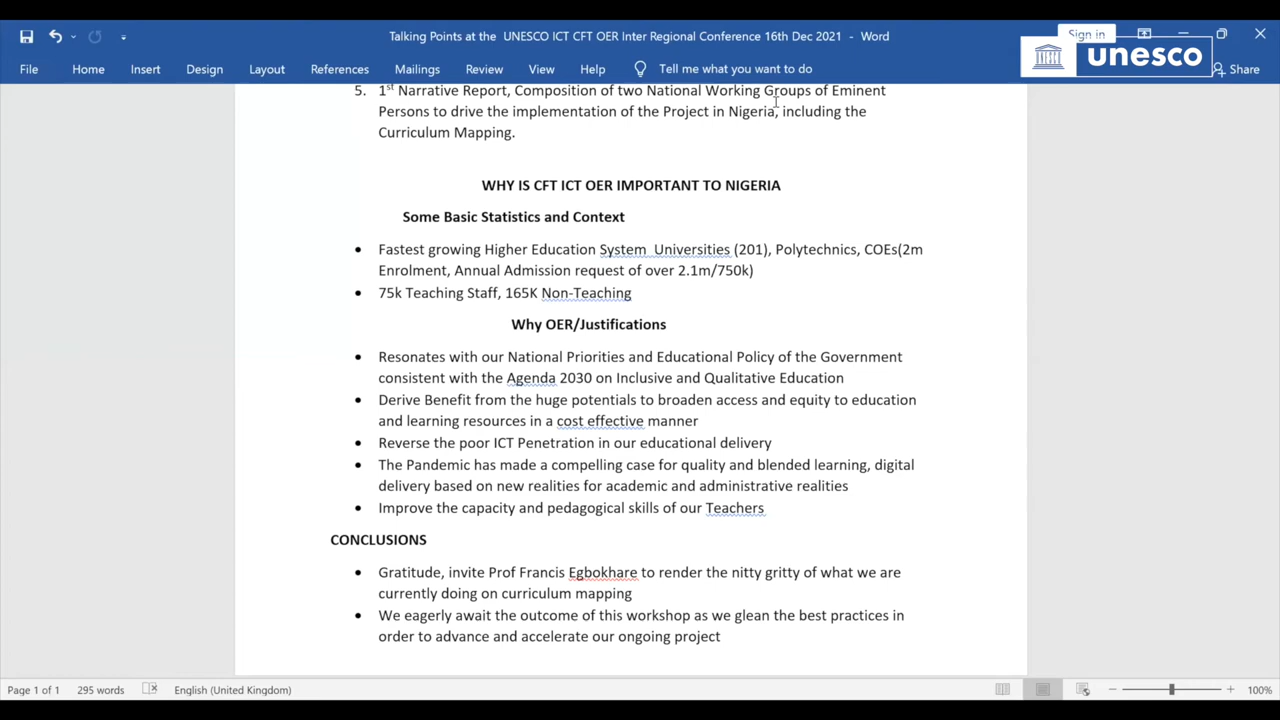 Talking Points at the UNESCO ICT CFT OER Inter Regional Conference 16th Dec 2021 - Word
Sign in
unesco
File Home Insert Design Layout References Mailings Review View Help Tell me what you want to do Share
5. 1st Narrative Report, Composition of two National Working Groups of Eminent
Persons to drive the implementation of the Project in Nigeria, including the
Curriculum Mapping.
WHY IS CFT ICT OER IMPORTANT TO NIGERIA
Some Basic Statistics and Context
• Fastest growing Higher Education System Universities (201), Polytechnics, COEs(2m
Enrolment, Annual Admission request of over 2.1m/750k)
• 75k Teaching Staff, 165K Non-Teaching
Why OER/Justifications
• Resonates with our National Priorities and Educational Policy of the Government
consistent with the Agenda 2030 on Inclusive and Qualitative Education
• Derive Benefit from the huge potentials to broaden access and equity to education
and learning resources in a cost effective manner
• Reverse the poor ICT Penetration in our educational delivery
• The Pandemic has made a compelling case for quality and blended learning, digital
delivery based on new realities for academic and administrative realities
• Improve the capacity and pedagogical skills of our Teachers
CONCLUSIONS
• Gratitude, invite Prof Francis Egbokhare to render the nitty gritty of what we are
currently doing on curriculum mapping
• We eagerly await the outcome of this workshop as we glean the best practices in
order to advance and accelerate our ongoing project
Page 1 of 1 295 words English (United Kingdom) 100%